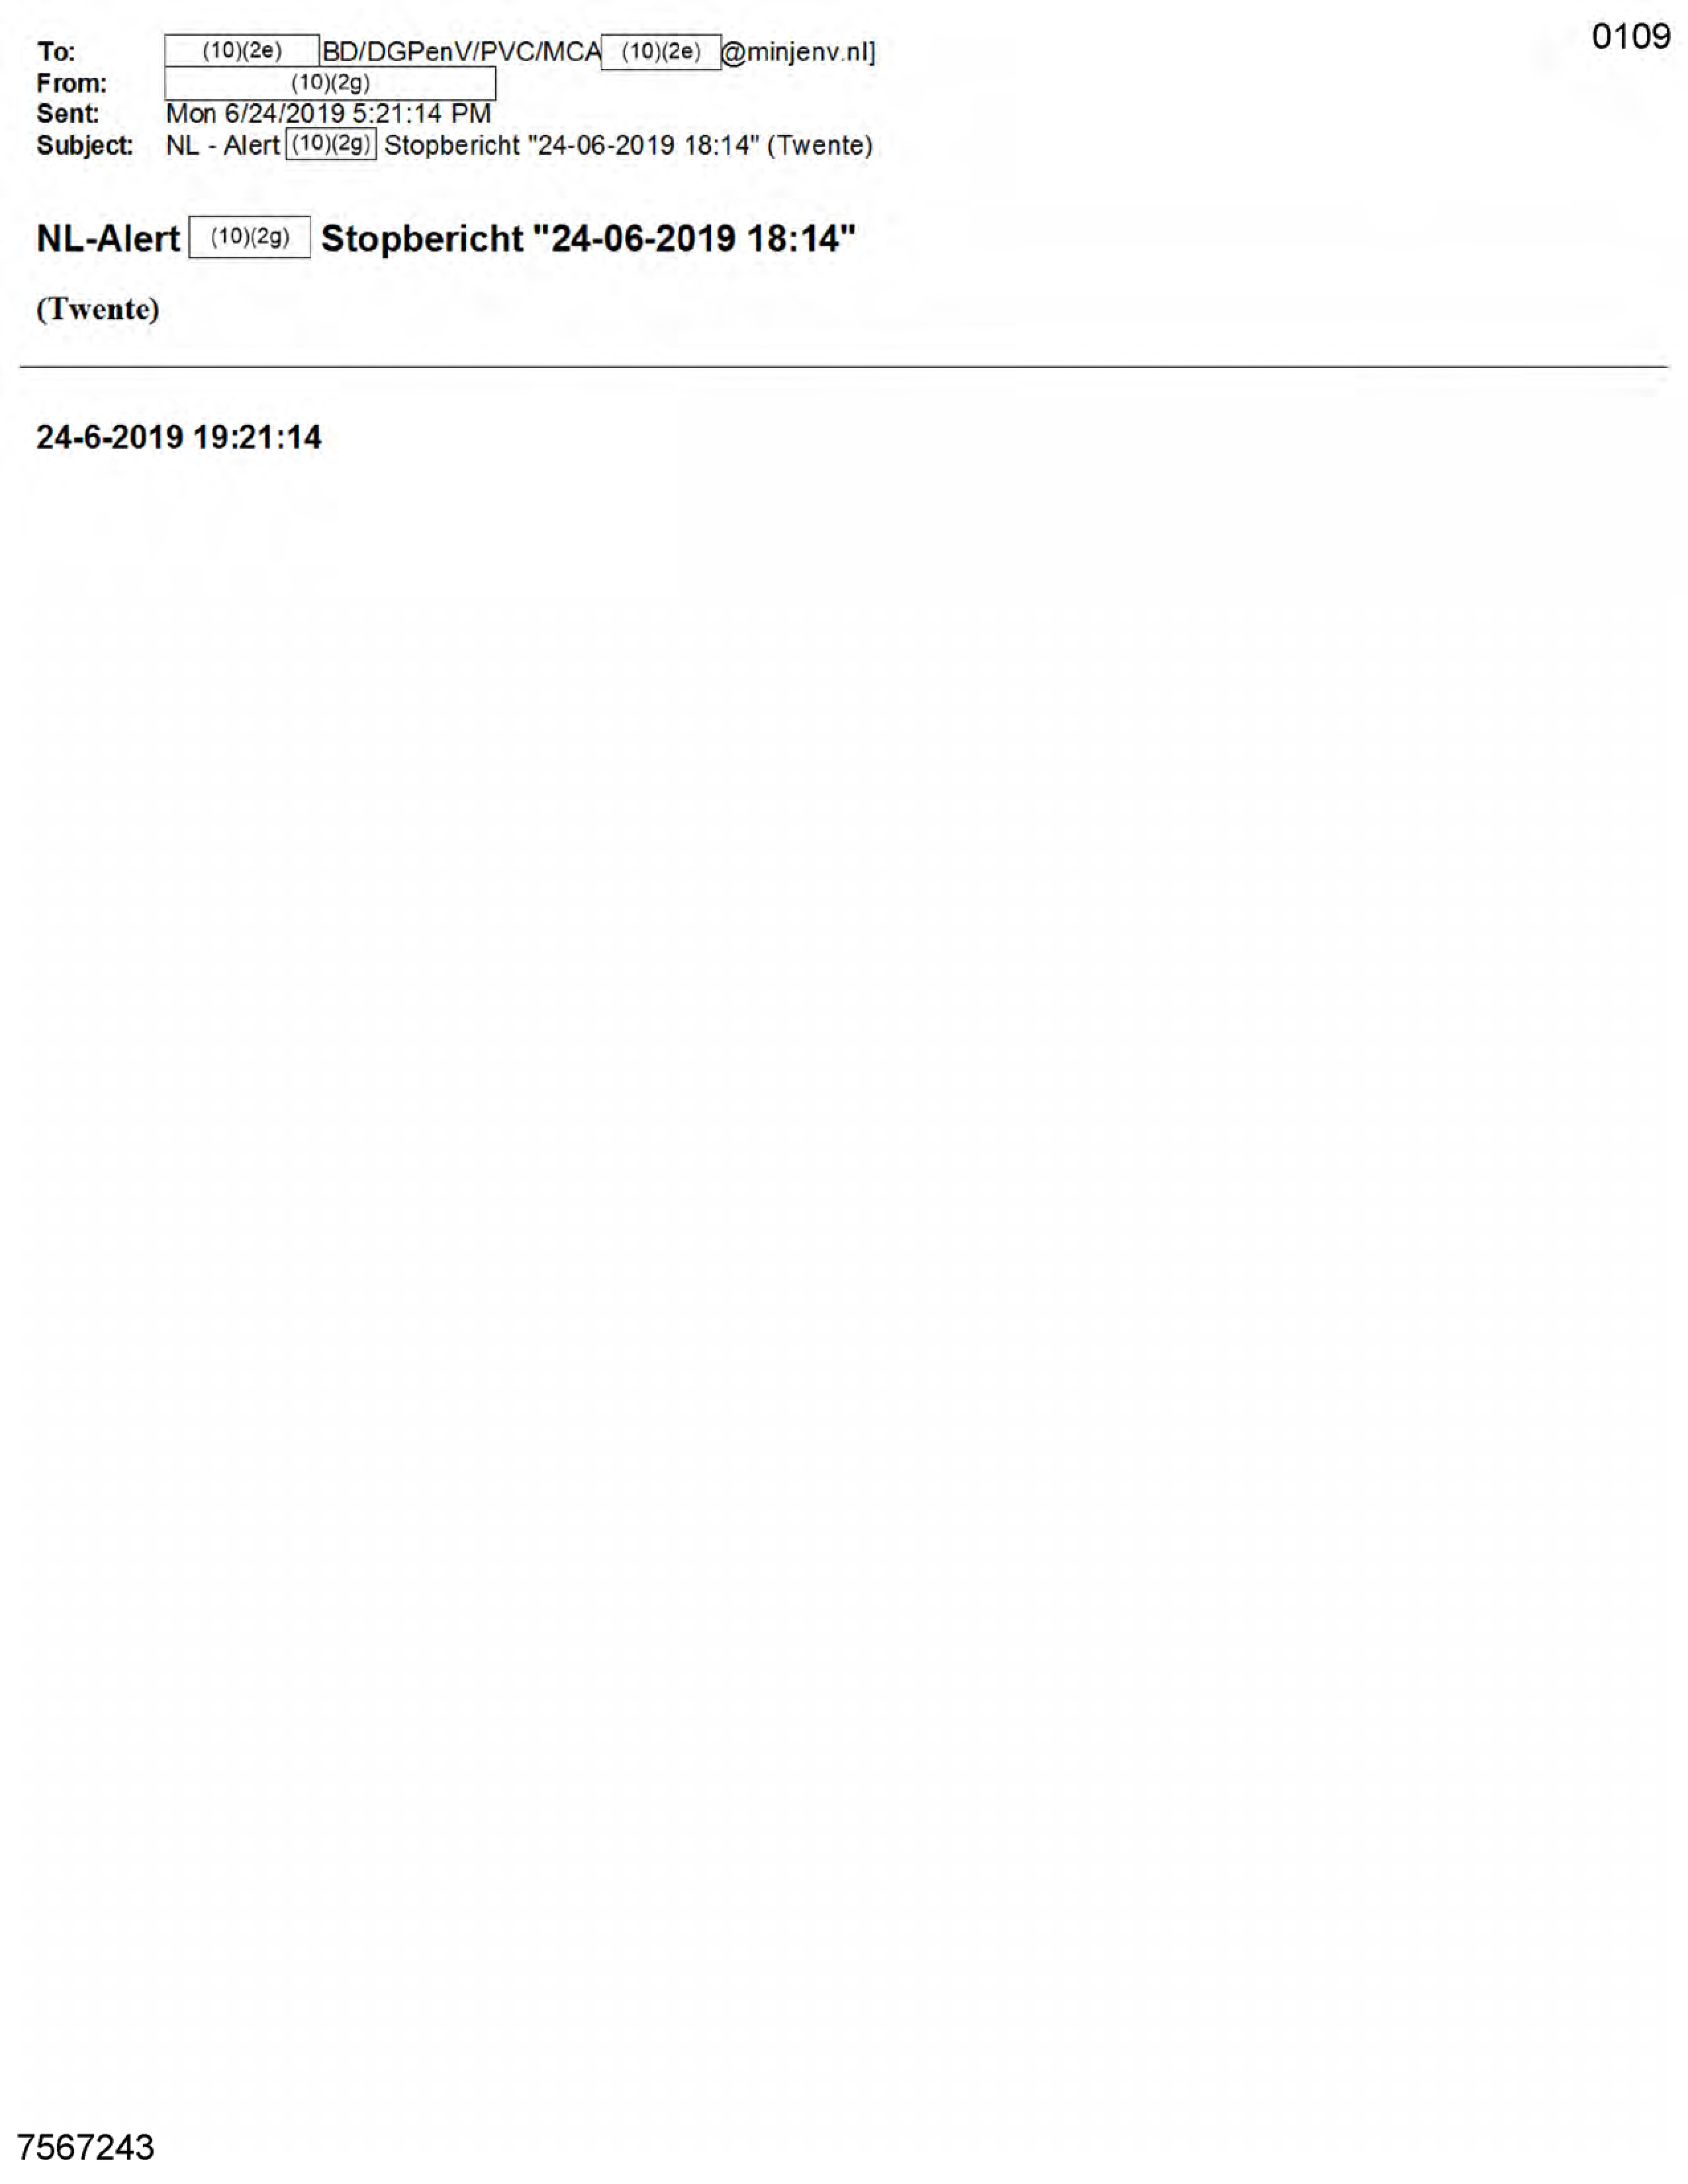 0109
To: (10)(2e) BD/DGPenV/PVC/MCA (10)(2e) @minjenv.nl]
From: (10)(2g)
Sent: Mon 6/24/2019 5:21:14 PM
Subject: NL - Alert (10)(2g) Stopbericht "24-06-2019 18:14" (Twente)
NL-Alert (10)(2g) Stopbericht "24-06-2019 18:14"
(Twente)
24-6-2019 19:21:14
7567243